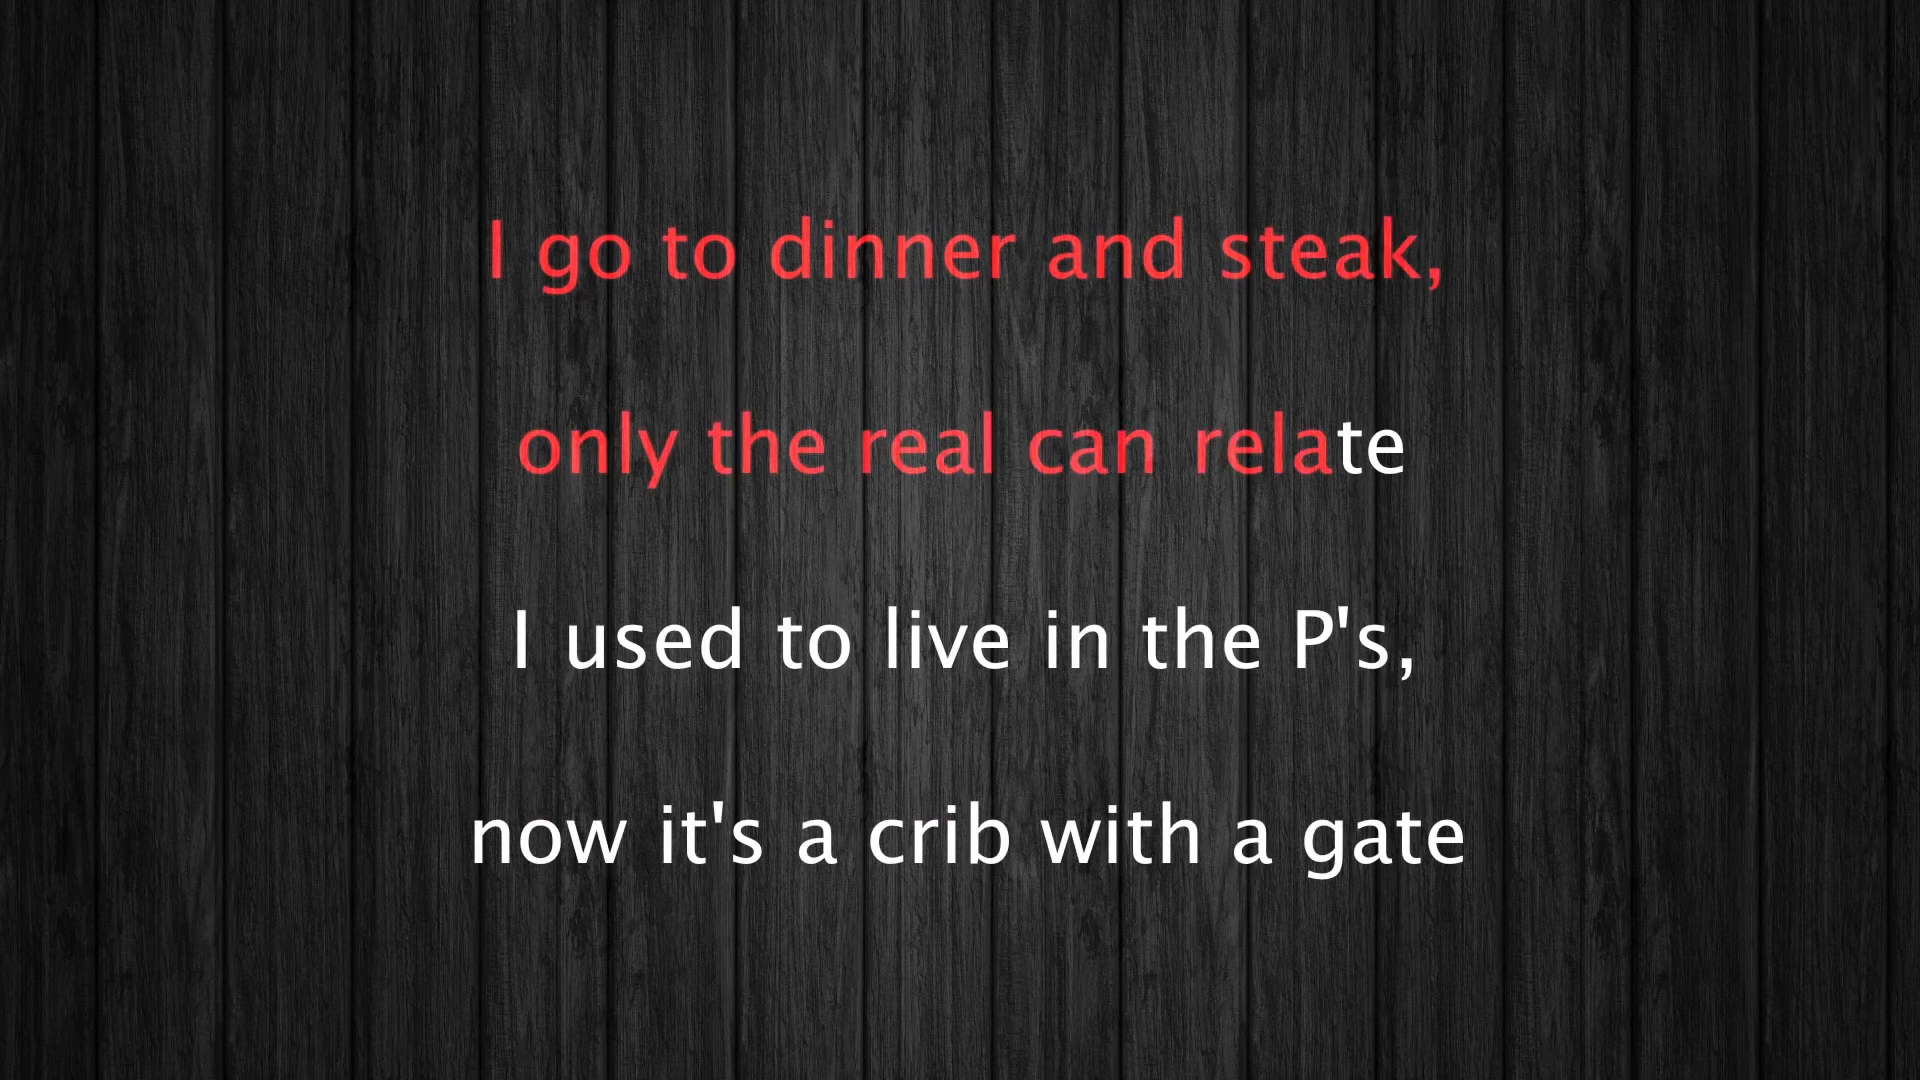 I go to dinner and steak,
only the real can relate
I used to live in the P's,
now it's a crib with a gate